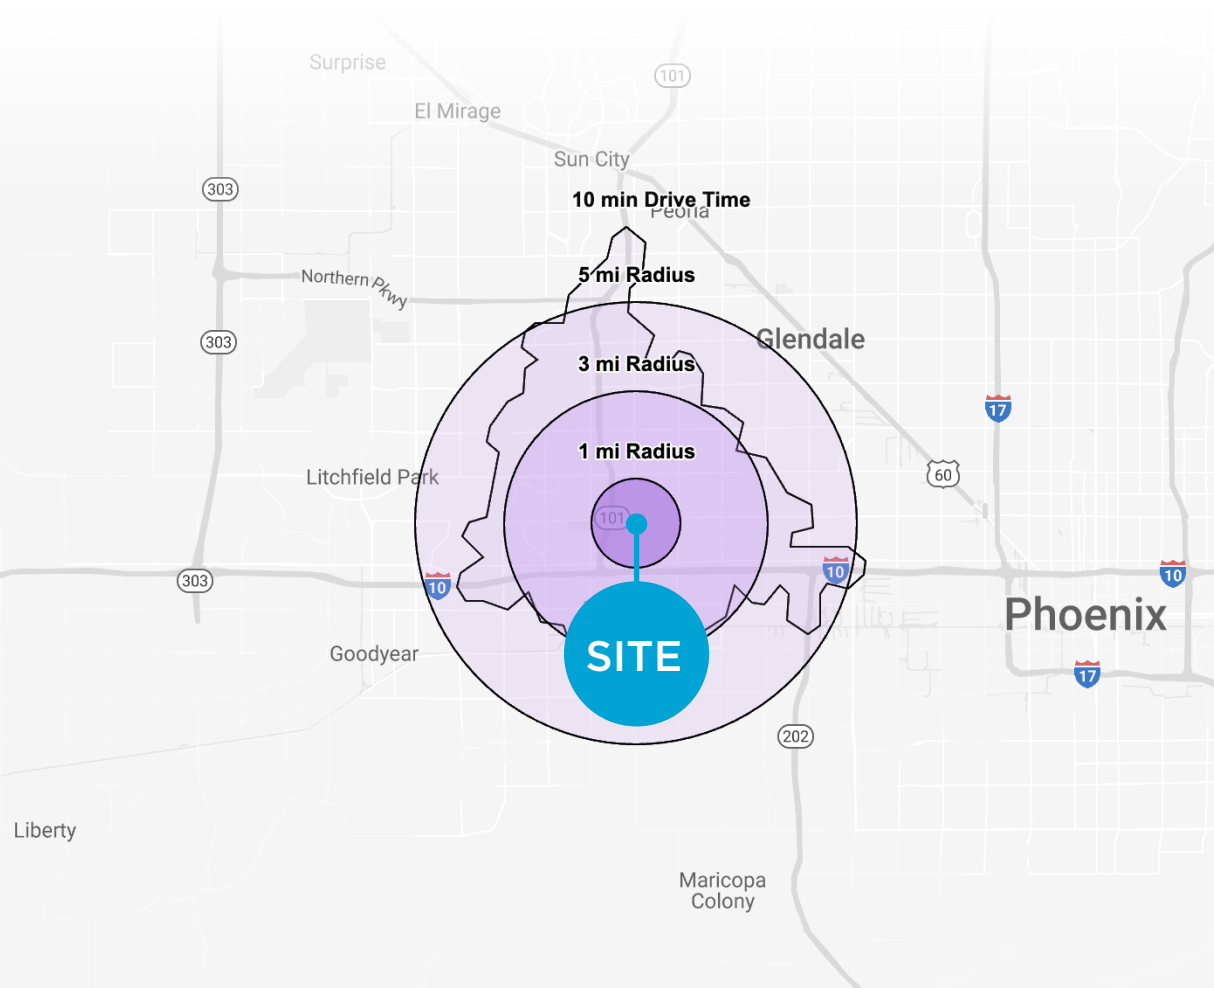 Surprise
101
El Mirage
Sun City
303
10 min Drive Time
Peoria
5 mi Radius
Northern Pkwy
303
Glendale
3 mi Radius
17
1 mi Radius
Litchfield Park
60
101
303
10
10
10
Phoenix
Goodyear
SITE
17
202
Liberty
Maricopa
Colony